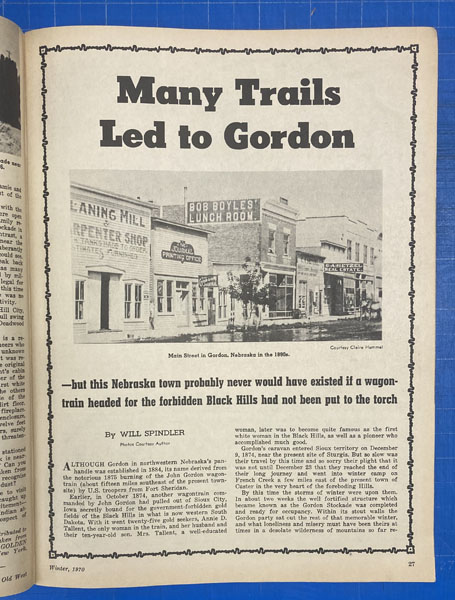 Many Trails
Led to Gordon
PLANING MILL
CARPENTER SHOP
TANKS MADE TO ORDER
BOB BOYLES'
LUNCH ROOM.
PRINTING OFFICE
REAL ESTATE
Courtesy Claire Hammel
Main Street in Gordon, Nebraska in the 1890s.
—but this Nebraska town probably never would have existed if a wagon-
train headed for the forbidden Black Hills had not been put to the torch
By WILL SPINDLER
Photos Courtesy Author
ALTHOUGH Gordon in northwestern Nebraska's pan-
handle was established in 1884, its name derived from
the notorious 1875 burning of the John Gordon wagon-
train (about fifteen miles southeast of the present town-
site) by U.S. troopers from Fort Sheridan.
Earlier, in October 1874, another wagontrain com-
manded by John Gordon had pulled out of Sioux City,
Iowa secretly bound for the government-forbidden gold
fields of the Black Hills in what is now western South
Dakota. With it went twenty-five gold seekers, Annie D.
Tallent, the only woman in the train, and her husband and
their ten-year-old son. Mrs. Tallent, a well-educated
woman, later was to become quite famous as the first
white woman in the Black Hills, as well as a pioneer who
accomplished much good.
Gordon's caravan entered Sioux territory on December
9, 1874, near the present site of Sturgis. But so slow was
their travel by this time and so sorry their plight that it
was not until December 23 that they reached the end of
their long journey and went into winter camp on
French Creek a few miles east of the present town of
Custer in the very heart of the foreboding Hills.
By this time the storms of winter were upon them.
In about two weeks the well fortified structure which
became known as the Gordon Stockade was completed
and ready for occupancy. Within its stout walls the
Gordon party sat out the rest of that memorable winter,
and what loneliness and misery must have been theirs at
times in a desolate wilderness of mountains so far re-
Winter, 1970
27
Old West